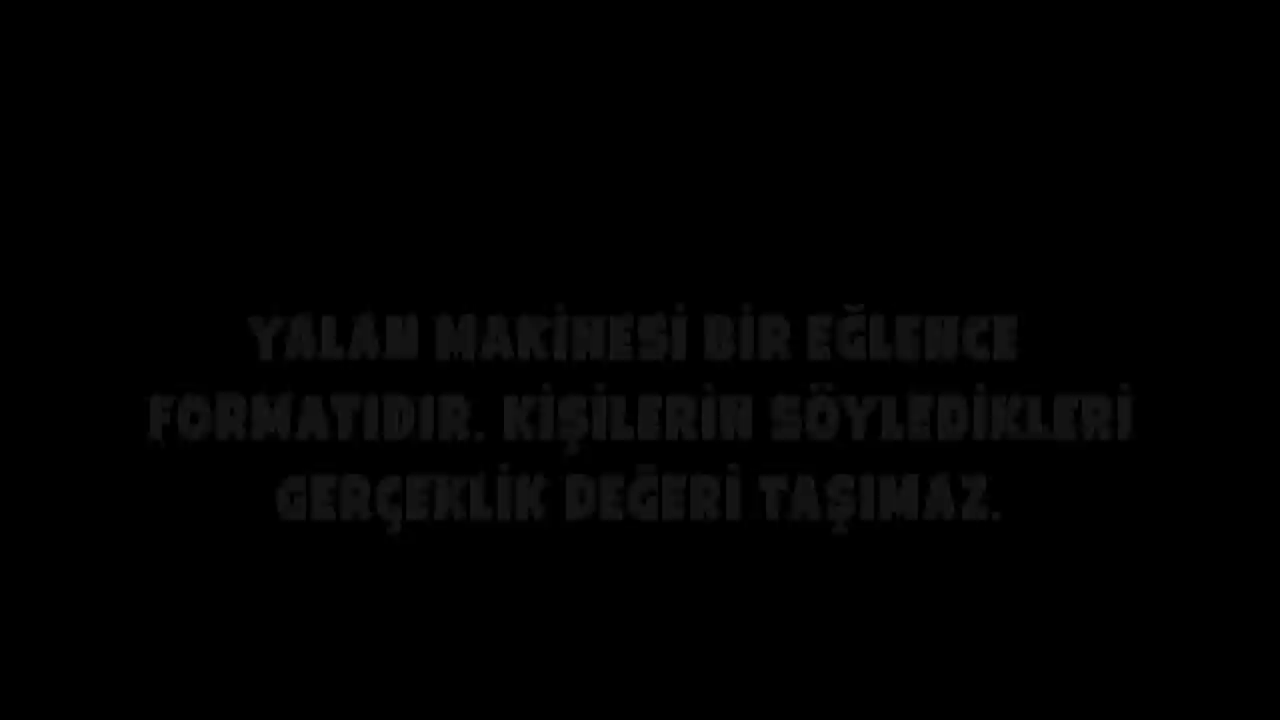 YALAN MAKİNESİ BİR EĞLENCE
FORMATIDIR. KİŞİLERİN SÖYLEDİKLERİ
GERÇEKLİK DEĞERİ TAŞIMAZ.